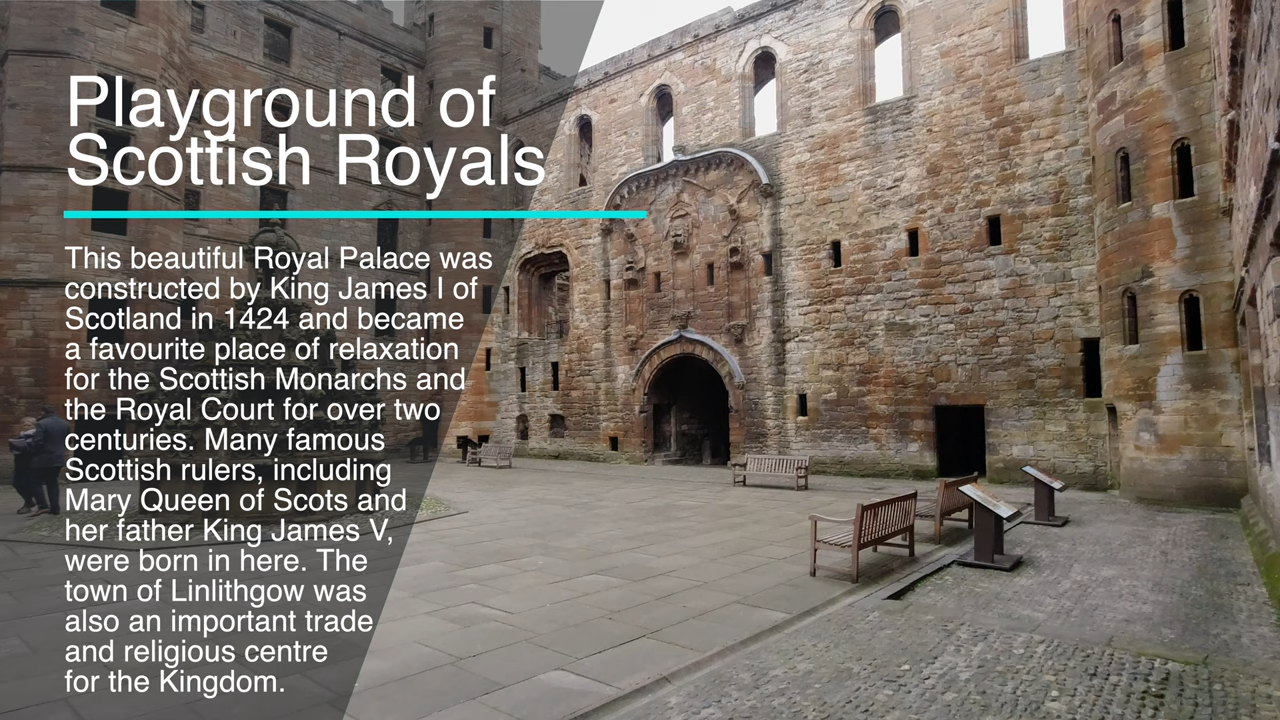 Playground of
Scottish Royals
This beautiful Royal Palace was
constructed by King James I of
Scotland in 1424 and became
a favourite place of relaxation
for the Scottish Monarchs and
the Royal Court for over two
centuries. Many famous
Scottish rulers, including
Mary Queen of Scots and
her father King James V,
were born in here. The
town of Linlithgow was
also an important trade
and religious centre
for the Kingdom.